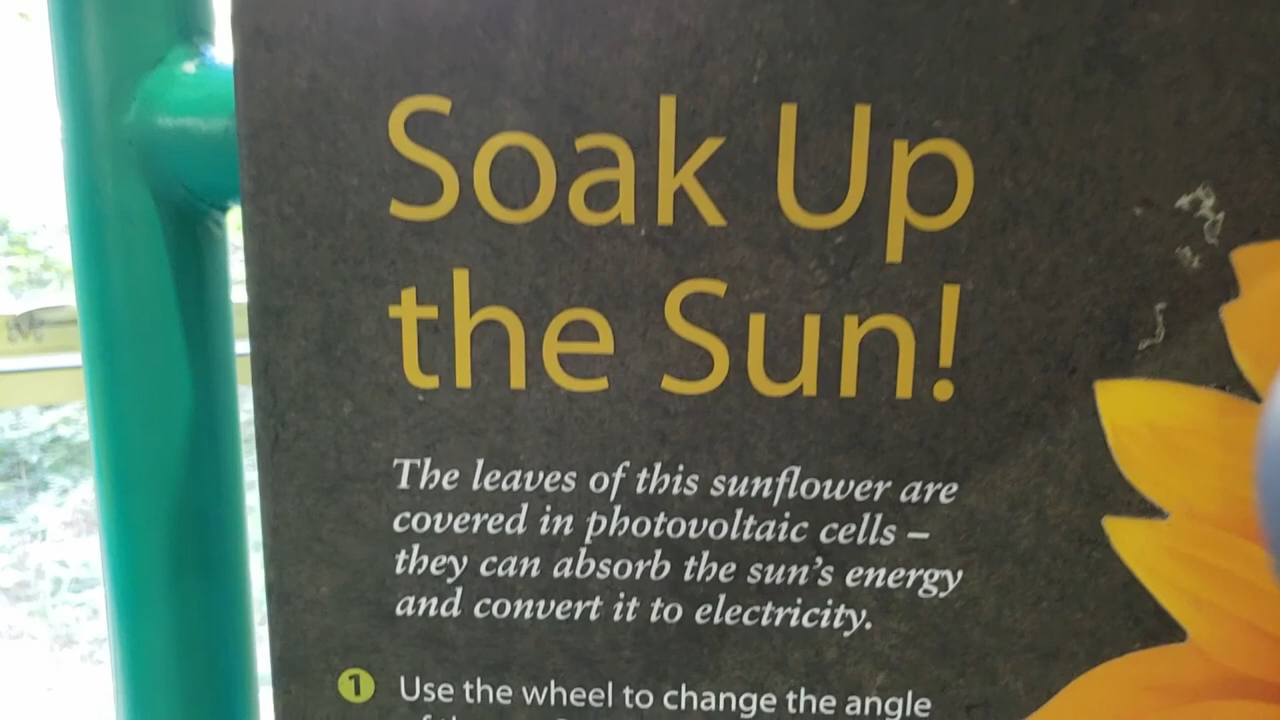 Soak Up
the Sun!
The leaves of this sunflower are
covered in photovoltaic cells –
they can absorb the sun's energy
and convert it to electricity.
1 Use the wheel to change the angle